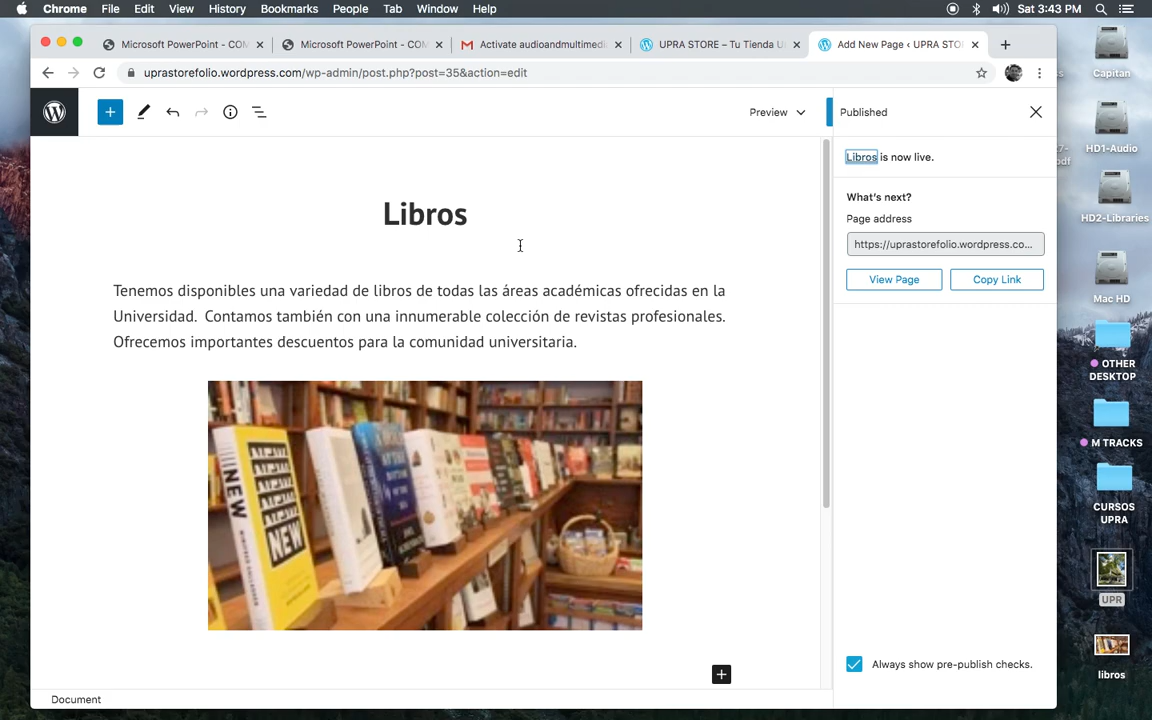 Chrome File Edit View History Bookmarks People Tab Window Help Sat 3:43 PM
Microsoft PowerPoint - COM Microsoft PowerPoint - COM Activate audioandmultimedi UPRA STORE – Tu Tienda U Add New Page ‹ UPRA STO
uprastorefolio.wordpress.com/wp-admin/post.php?post=35&action=edit
Preview
Published
Libros is now live.
What's next?
Page address
https://uprastorefolio.wordpress.co...
View Page Copy Link
Libros
Tenemos disponibles una variedad de libros de todas las áreas académicas ofrecidas en la
Universidad. Contamos también con una innumerable colección de revistas profesionales.
Ofrecemos importantes descuentos para la comunidad universitaria.
NEW
NEW
Always show pre-publish checks.
Document
Capitan
HD1-Audio
HD2-Libraries
Mac HD
OTHER
DESKTOP
M TRACKS
CURSOS
UPRA
UPR
libros